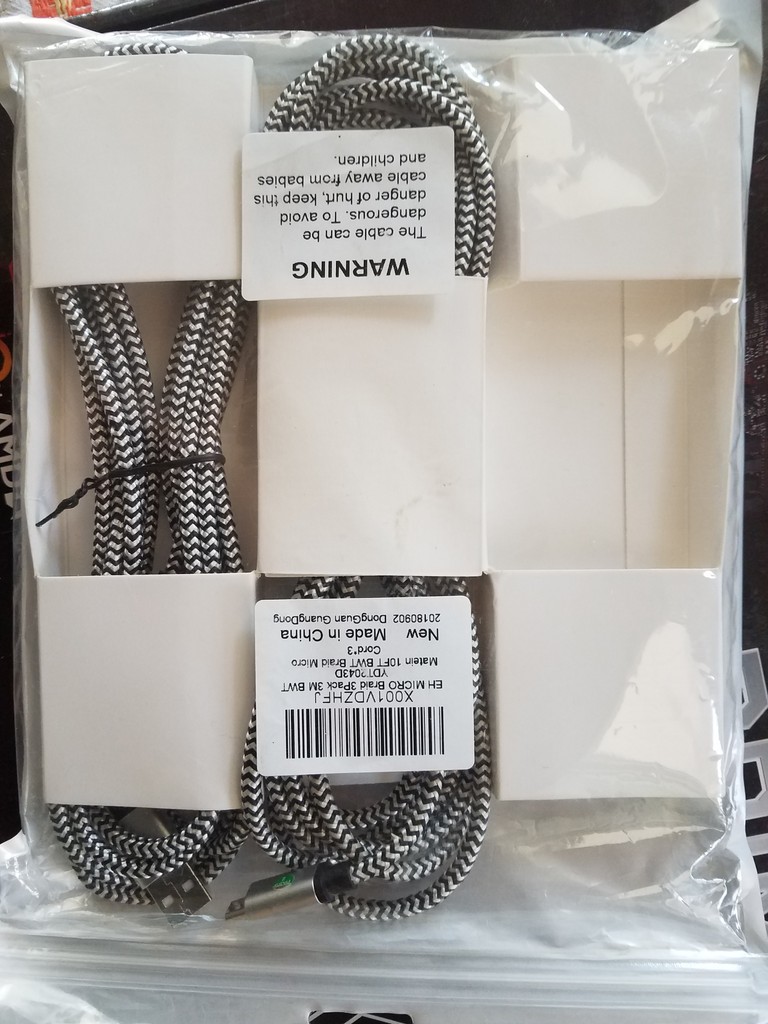 WARNING
The cable can be
dangerous. To avoid
danger of hurt, keep this
cable away from babies
and children.
X001VDZHFJ
EH MICRO Braid 3Pack 3M BWT
YDT2043D
Matein 10FT BWT Braid Micro
Cord*3
New Made in China
20180902 DongGuan GuangDong
AMD